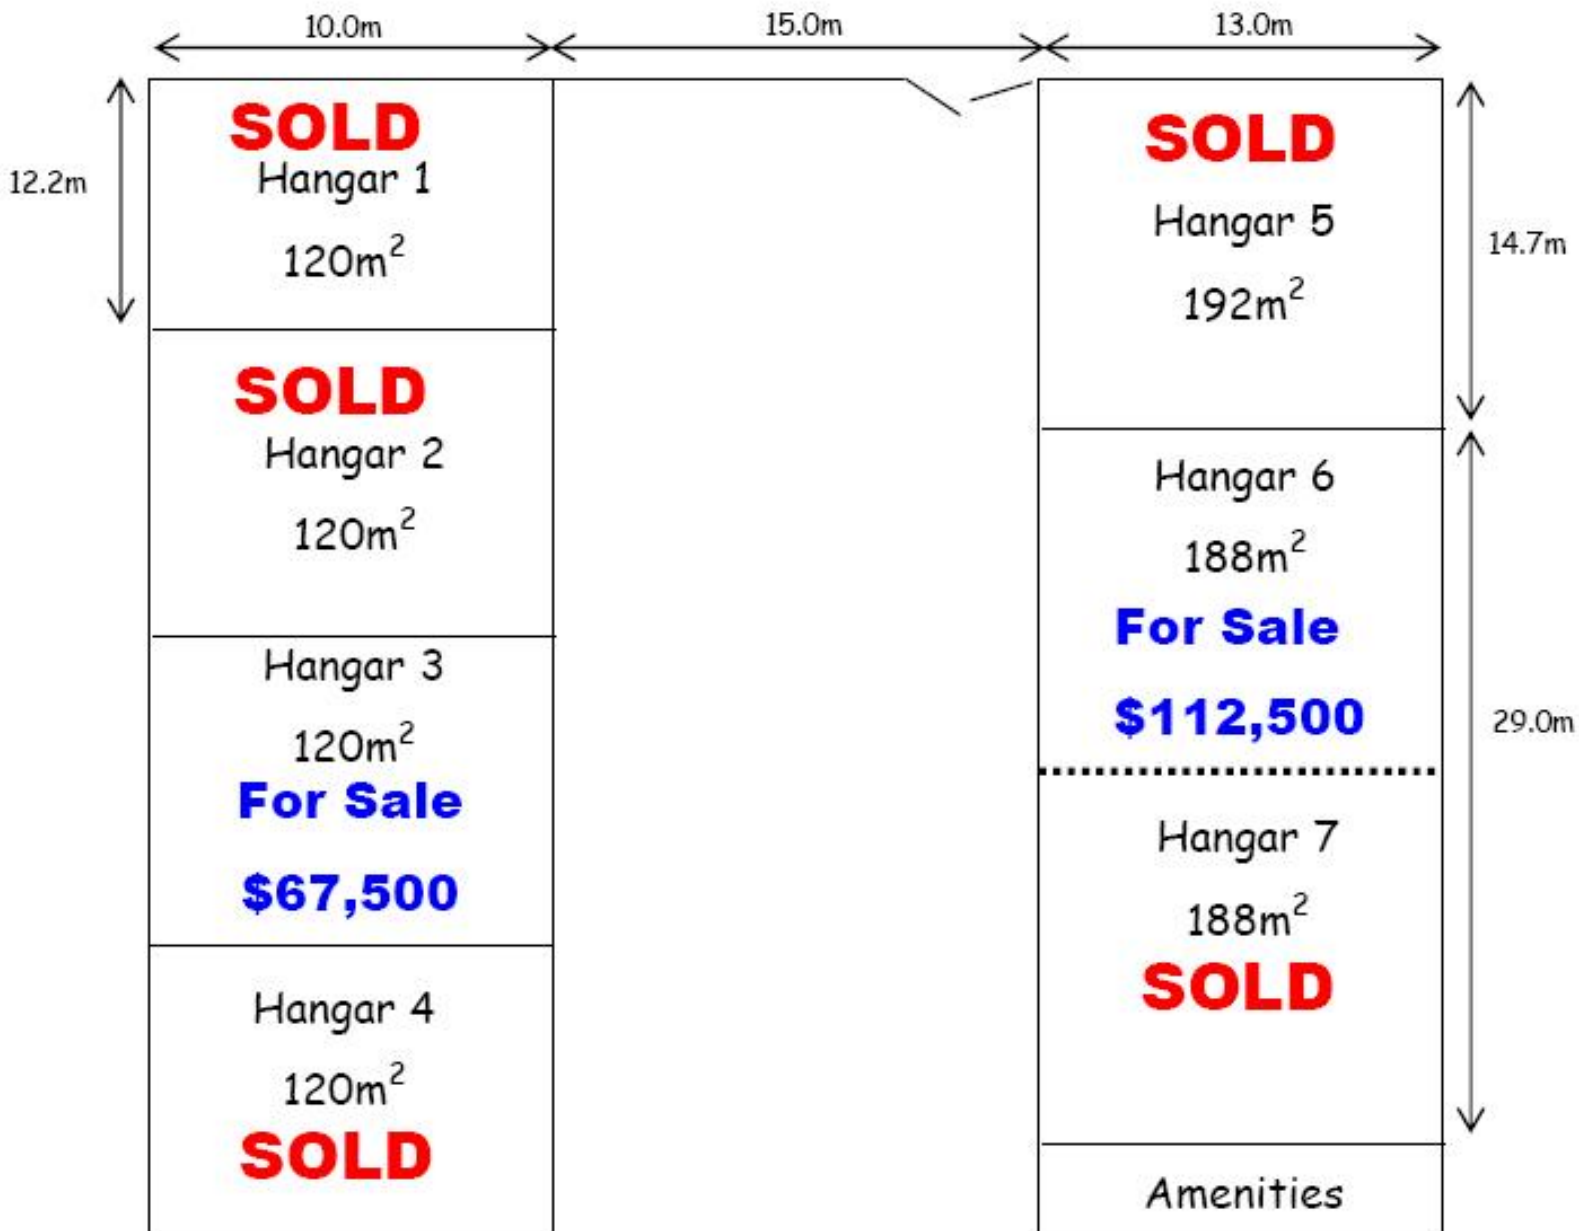 10.0m
15.0m
13.0m
12.2m
SOLD
Hangar 1
120m²
SOLD
Hangar 2
120m²
Hangar 3
120m²
For Sale
$67,500
Hangar 4
120m²
SOLD
SOLD
Hangar 5
192m²
14.7m
Hangar 6
188m²
For Sale
$112,500
29.0m
Hangar 7
188m²
SOLD
Amenities